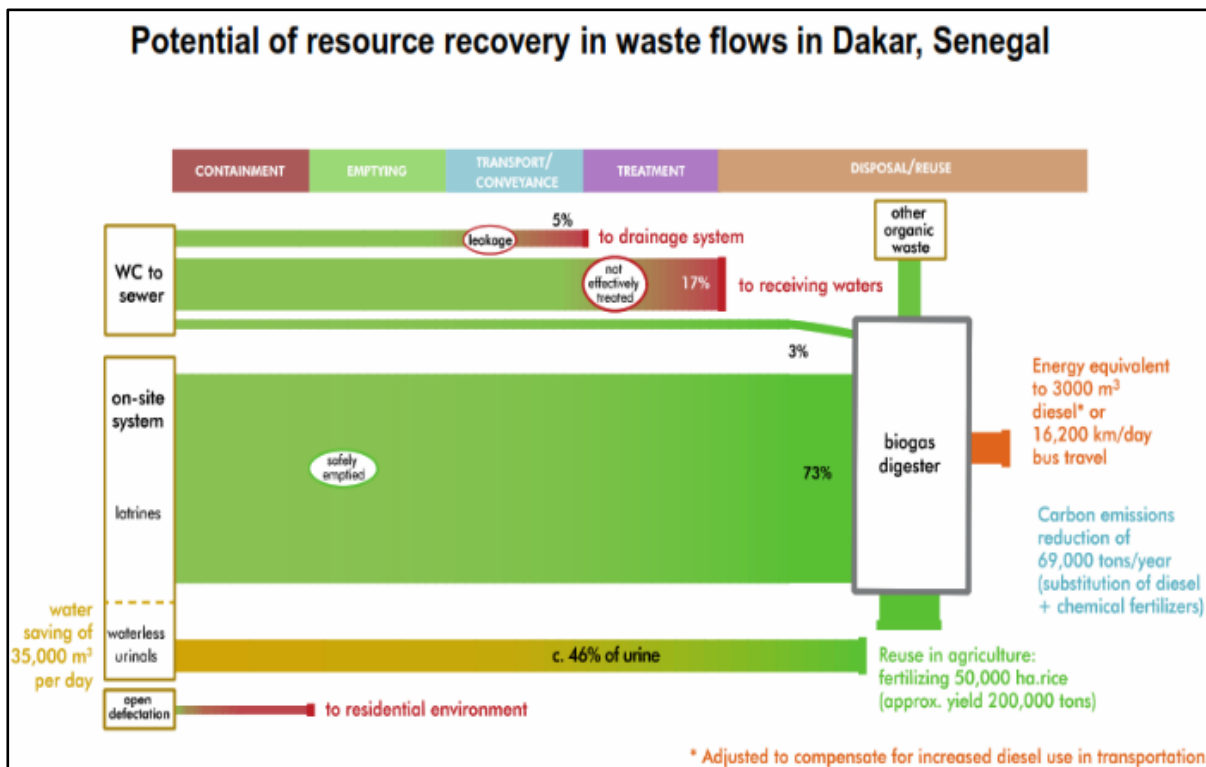 Potential of resource recovery in waste flows in Dakar, Senegal
CONTAINMENT
EMPTYING
TRANSPORT/
CONVEYANCE
TREATMENT
DISPOSAL/REUSE
WC to
sewer
leakage
5%
to drainage system
not
effectively
treated
17%
to receiving waters
other
organic
waste
3%
on-site
system
latrines
safely
emptied
73%
biogas
digester
Energy equivalent
to 3000 m³
diesel* or
16,200 km/day
bus travel
Carbon emissions
reduction of
69,000 tons/year
(substitution of diesel
+ chemical fertilizers)
water
saving of
35,000 m³
per day
waterless
urinals
c. 46% of urine
Reuse in agriculture:
fertilizing 50,000 ha.rice
(approx. yield 200,000 tons)
open
defectation
to residential environment
* Adjusted to compensate for increased diesel use in transportation